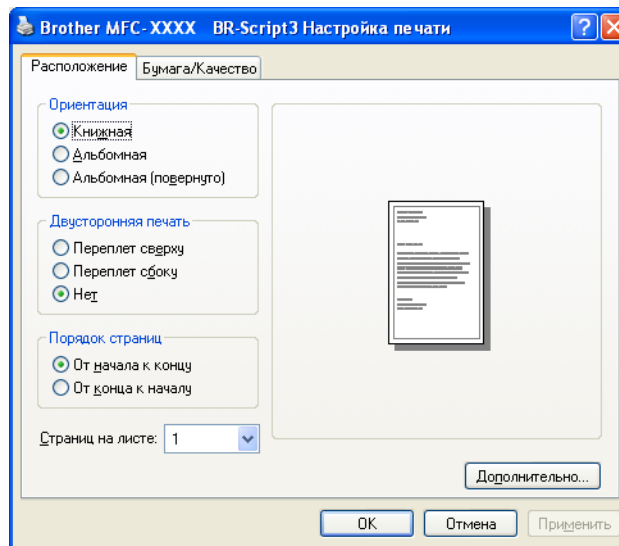 Brother MFC- XXXX BR-Script3 Настройка печати
Расположение Бумага/Качество
Ориентация
Книжная
Альбомная
Альбомная (повернуто)
Двусторонняя печать
Переплет сверху
Переплет сбоку
Нет
Порядок страниц
От начала к концу
От конца к началу
Страниц на листе: 1
Дополнительно...
OK Отмена Применить